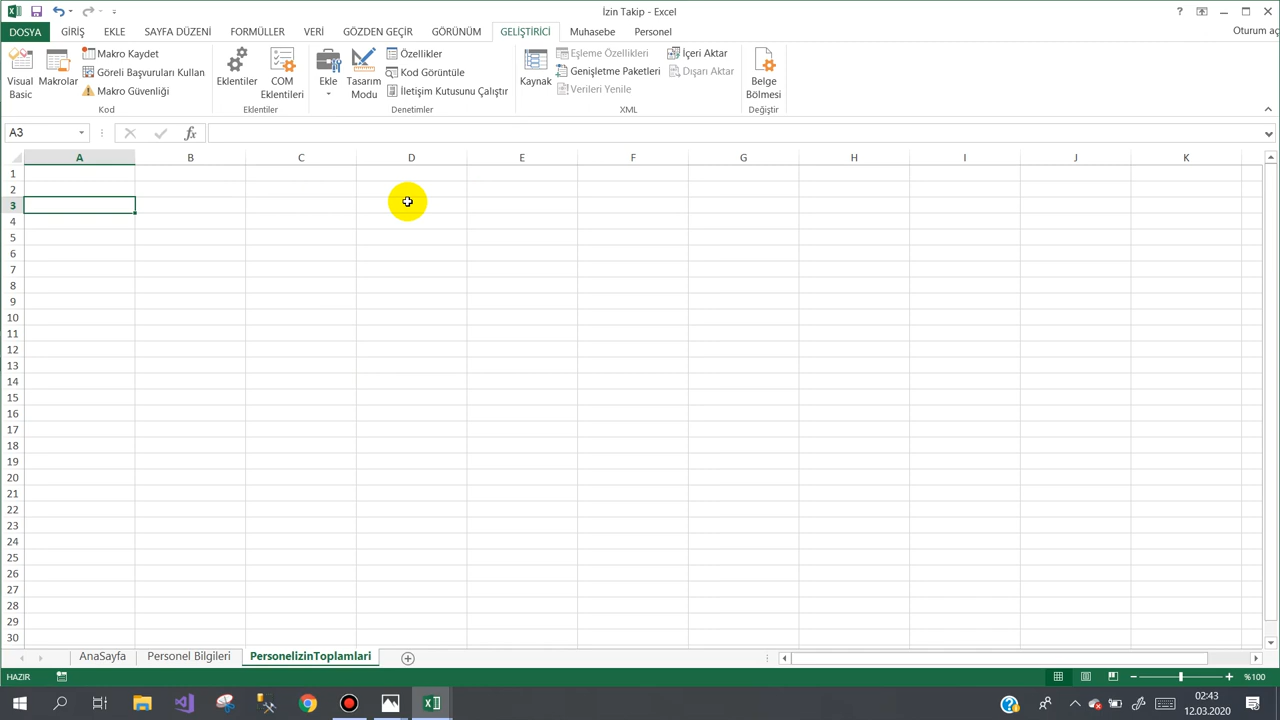 İzin Takip - Excel
DOSYA GİRİŞ EKLE SAYFA DÜZENİ FORMÜLLER VERİ GÖZDEN GEÇİR GÖRÜNÜM GELİŞTİRİCİ Muhasebe Personel Oturum aç
Visual Basic
Makrolar
Makro Kaydet
Göreli Başvuruları Kullan
Makro Güvenliği
Kod
Eklentiler
COM Eklentileri
Eklentiler
Ekle
Tasarım Modu
Özellikler
Kod Görüntüle
İletişim Kutusunu Çalıştır
Denetimler
Kaynak
Eşleme Özellikleri
Genişletme Paketleri
Verileri Yenile
İçeri Aktar
Dışarı Aktar
XML
Belge Bölmesi
Değiştir
A3
fx
A B C D E F G H I J K
1
2
3
4
5
6
7
8
9
10
11
12
13
14
15
16
17
18
19
20
21
22
23
24
25
26
27
28
29
30
AnaSayfa Personel Bilgileri PersonelizinToplamlari
HAZIR %100
02:43
12.03.2020